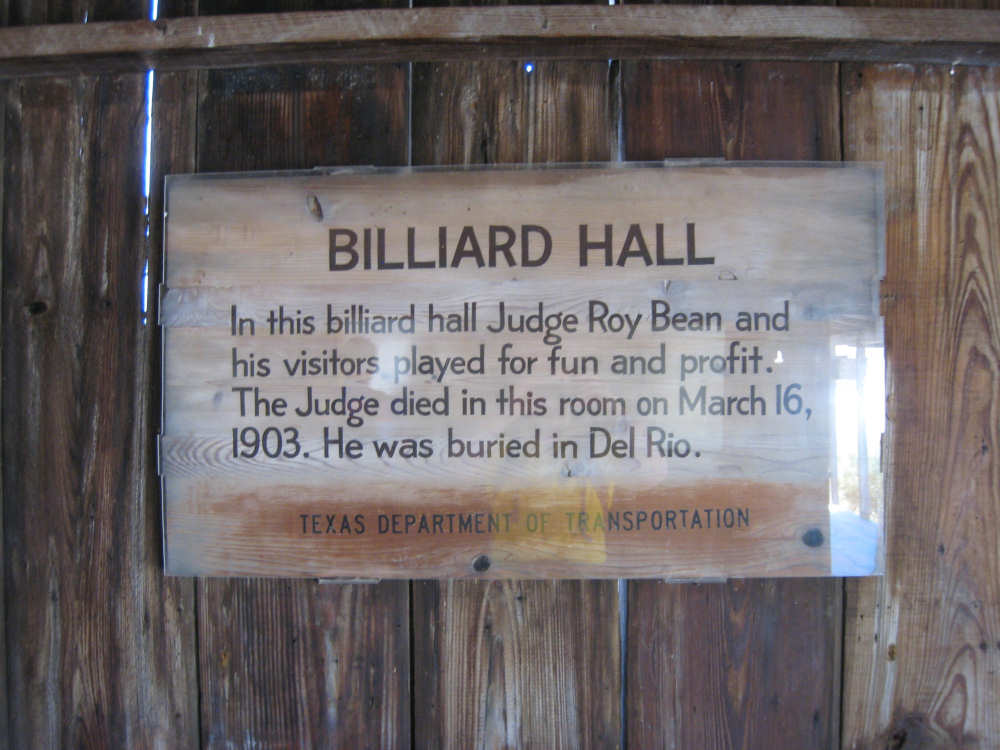 BILLIARD HALL
In this billiard hall Judge Roy Bean and
his visitors played for fun and profit.
The Judge died in this room on March 16,
1903. He was buried in Del Rio.
TEXAS DEPARTMENT OF TRANSPORTATION